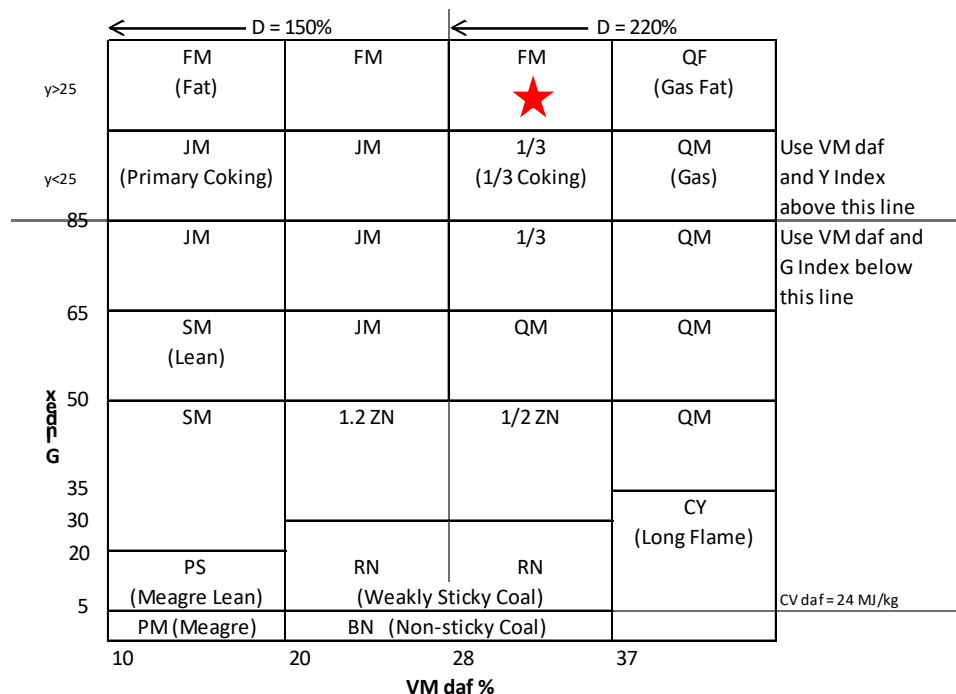 D = 150% D = 220%
FM FM FM QF
y>25 (Fat) (Gas Fat)
JM JM 1/3 QM Use VM daf
y<25 (Primary Coking) (1/3 Coking) (Gas) and Y Index
above this line
85
JM JM 1/3 QM Use VM daf and
G Index below
this line
65
SM JM QM QM
(Lean)
G Index
50
SM 1.2 ZN 1/2 ZN QM
35
CY
30 (Long Flame)
20
PS RN RN
(Meagre Lean) (Weakly Sticky Coal)
5 CV daf = 24 MJ/kg
PM (Meagre) BN (Non-sticky Coal)
10 20 28 37
VM daf %